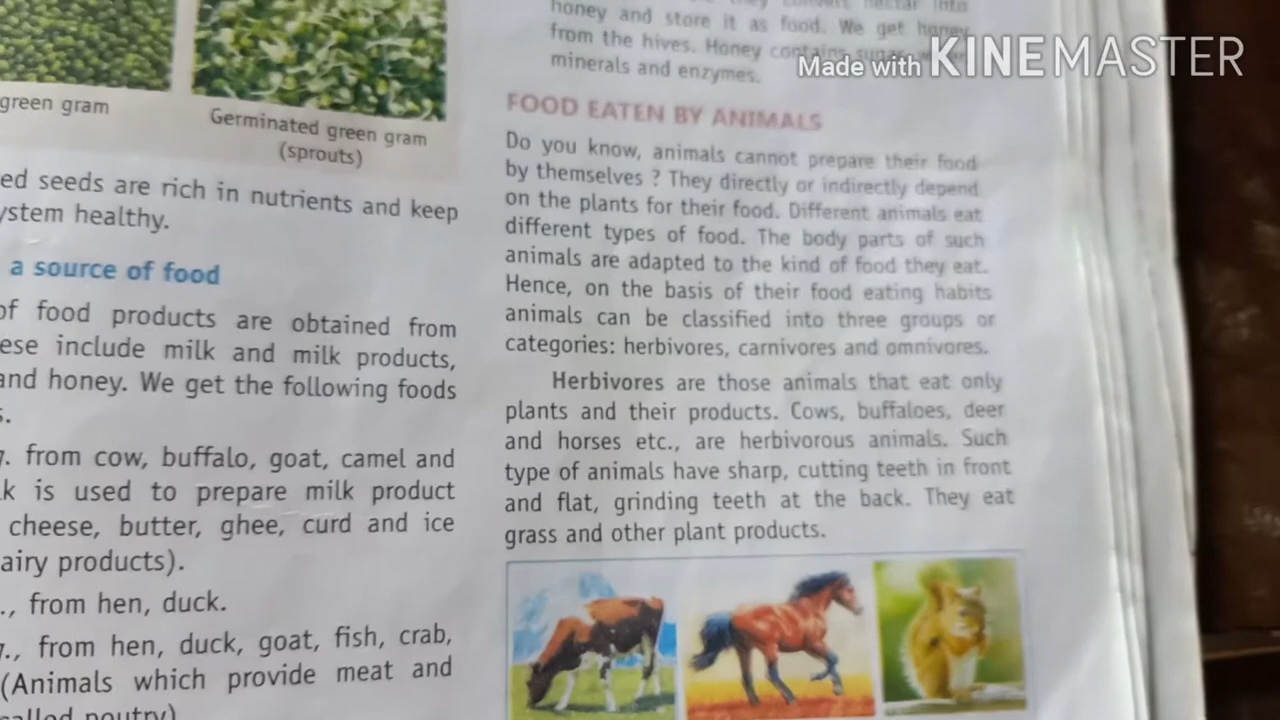 green gram
Germinated green gram
(sprouts)
ed seeds are rich in nutrients and keep
ystem healthy.
a source of food
of food products are obtained from
ese include milk and milk products,
and honey. We get the following foods
s.
from cow, buffalo, goat, camel and
k is used to prepare milk product
cheese, butter, ghee, curd and ice
airy products).
., from hen, duck.
., from hen, duck, goat, fish, crab,
(Animals which provide meat and
called poutry)
nectar into
honey and store it as food. We get honey
from the hives. Honey contains sugar,
minerals and enzymes.
Made with KINEMASTER
FOOD EATEN BY ANIMALS
Do you know, animals cannot prepare their food
by themselves ? They directly or indirectly depend
on the plants for their food. Different animals eat
different types of food. The body parts of such
animals are adapted to the kind of food they eat.
Hence, on the basis of their food eating habits
animals can be classified into three groups or
categories: herbivores, carnivores and omnivores.
Herbivores are those animals that eat only
plants and their products. Cows, buffaloes, deer
and horses etc., are herbivorous animals. Such
type of animals have sharp, cutting teeth in front
and flat, grinding teeth at the back. They eat
grass and other plant products.